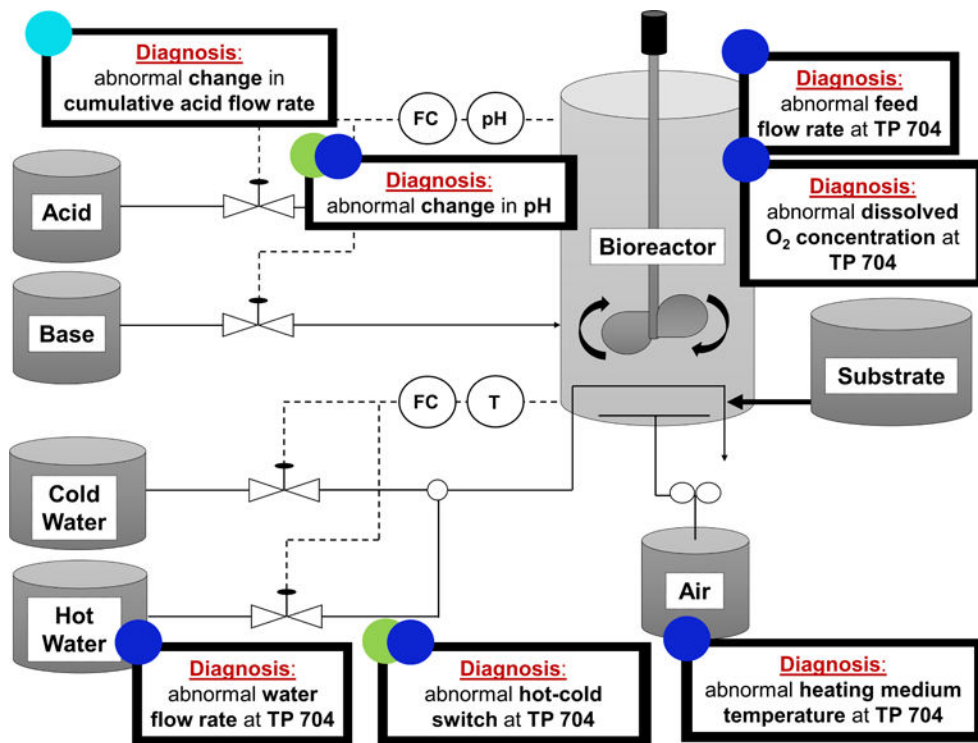 Diagnosis:
abnormal change in
cumulative acid flow rate
FC
pH
Diagnosis:
abnormal feed
flow rate at TP 704
Acid
Diagnosis:
abnormal change in pH
Diagnosis:
abnormal dissolved
O2 concentration at
TP 704
Bioreactor
Base
Substrate
FC
T
Cold
Water
Hot
Water
Air
Diagnosis:
abnormal water
flow rate at TP 704
Diagnosis:
abnormal hot-cold
switch at TP 704
Diagnosis:
abnormal heating medium
temperature at TP 704